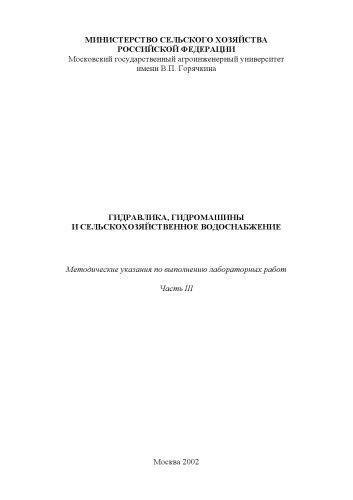 МИНИСТЕРСТВО СЕЛЬСКОГО ХОЗЯЙСТВА
РОССИЙСКОЙ ФЕДЕРАЦИИ
Московский государственный агроинженерный университет
имени В.П. Горячкина
ГИДРАВЛИКА, ГИДРОМАШИНЫ
И СЕЛЬСКОХОЗЯЙСТВЕННОЕ ВОДОСНАБЖЕНИЕ
Методические указания по выполнению лабораторных работ
Часть III
Москва 2002